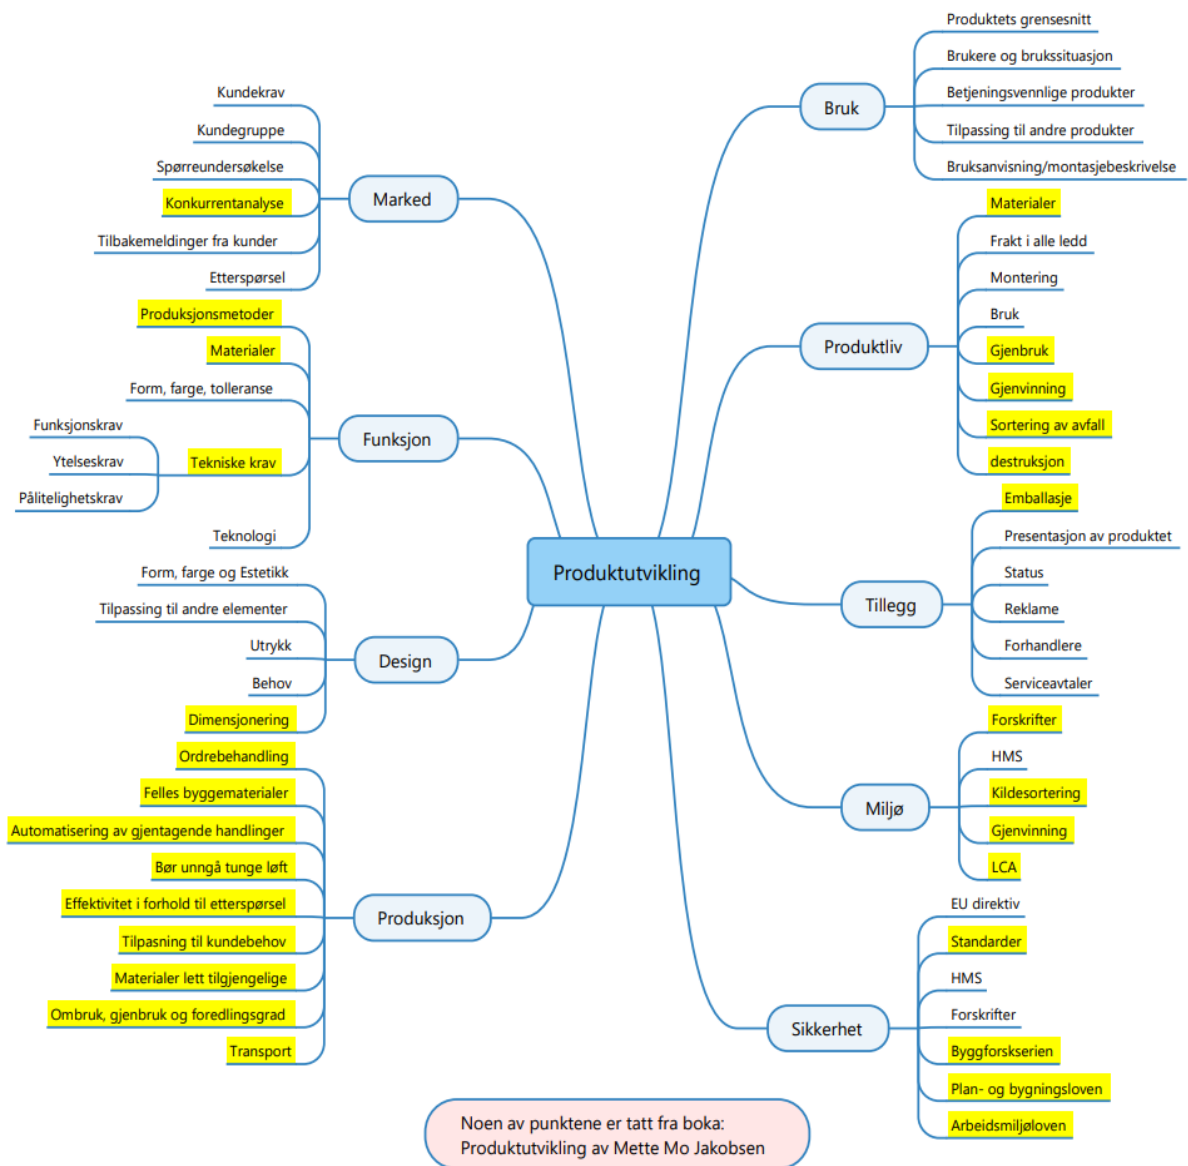 Produktutvikling
Marked
Kundekrav
Kundegruppe
Spørreundersøkelse
Konkurrentanalyse
Tilbakemeldinger fra kunder
Etterspørsel
Funksjon
Produksjonsmetoder
Materialer
Form, farge, tolleranse
Tekniske krav
Funksjonskrav
Ytelseskrav
Pålitelighetskrav
Teknologi
Design
Form, farge og Estetikk
Tilpassing til andre elementer
Utrykk
Behov
Dimensjonering
Produksjon
Ordrebehandling
Felles byggematerialer
Automatisering av gjentagende handlinger
Bør unngå tunge løft
Effektivitet i forhold til etterspørsel
Tilpasning til kundebehov
Materialer lett tilgjengelige
Ombruk, gjenbruk og foredlingsgrad
Transport
Bruk
Produktets grensesnitt
Brukere og brukssituasjon
Betjeningsvennlige produkter
Tilpassing til andre produkter
Bruksanvisning/montasjebeskrivelse
Produktliv
Materialer
Frakt i alle ledd
Montering
Bruk
Gjenbruk
Gjenvinning
Sortering av avfall
destruksjon
Tillegg
Emballasje
Presentasjon av produktet
Status
Reklame
Forhandlere
Serviceavtaler
Miljø
Forskrifter
HMS
Kildesortering
Gjenvinning
LCA
Sikkerhet
EU direktiv
Standarder
HMS
Forskrifter
Byggforskserien
Plan- og bygningsloven
Arbeidsmiljøloven
Noen av punktene er tatt fra boka:
Produktutvikling av Mette Mo Jakobsen